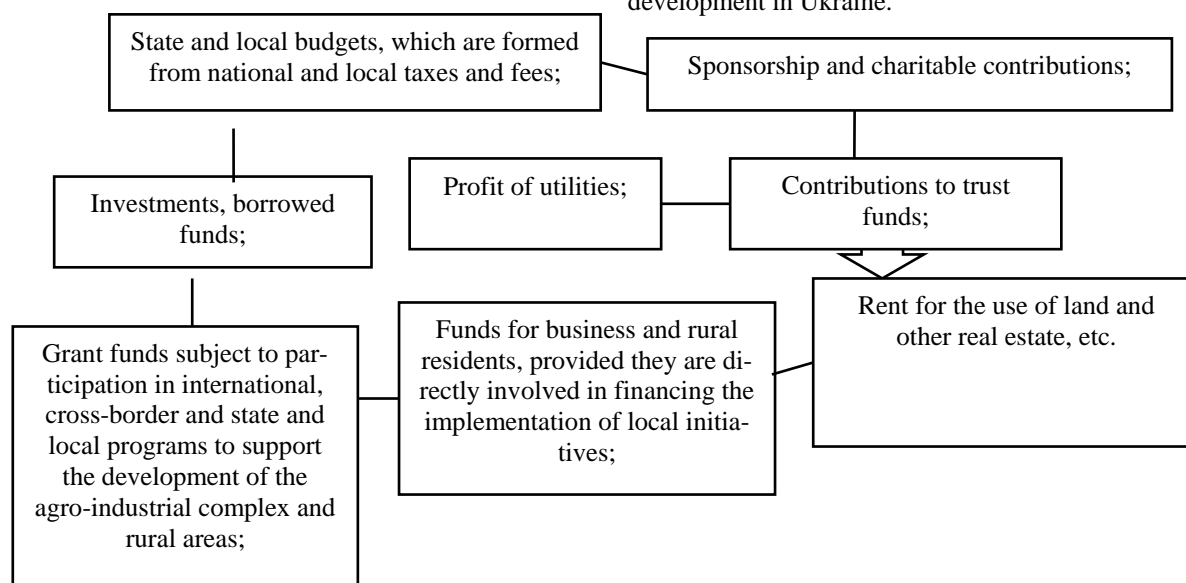 development in Ukraine.
State and local budgets, which are formed
from national and local taxes and fees;
Sponsorship and charitable contributions;
Investments, borrowed
funds;
Profit of utilities;
Contributions to trust
funds;
Grant funds subject to par-
ticipation in international,
cross-border and state and
local programs to support
the development of the
agro-industrial complex and
rural areas;
Funds for business and rural
residents, provided they are di-
rectly involved in financing the
implementation of local initia-
tives;
Rent for the use of land and
other real estate, etc.